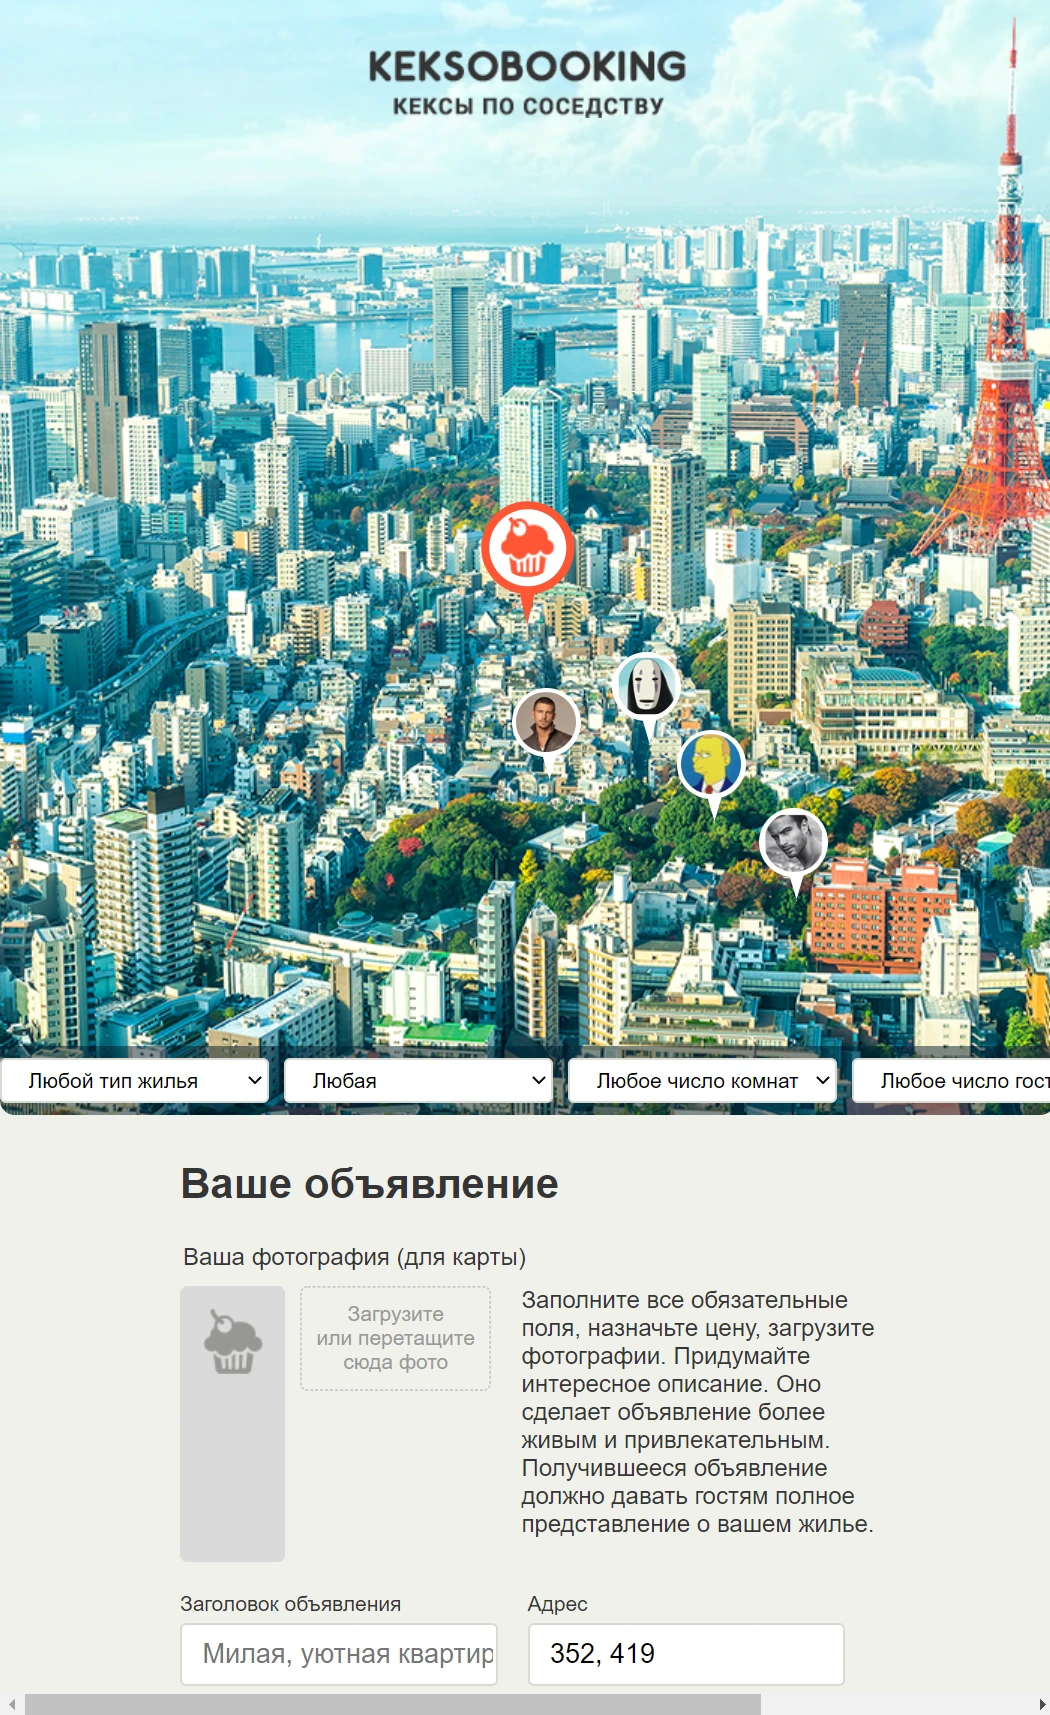 KEKSOBOOKING
КЕКСЫ ПО СОСЕДСТВУ
Любой тип жилья
Любая
Любое число комнат
Любое число гост
Ваше объявление
Ваша фотография (для карты)
Загрузите
или перетащите
сюда фото
Заполните все обязательные
поля, назначьте цену, загрузите
фотографии. Придумайте
интересное описание. Оно
сделает объявление более
живым и привлекательным.
Получившееся объявление
должно давать гостям полное
представление о вашем жилье.
Заголовок объявления
Милая, уютная квартир
Адрес
352, 419